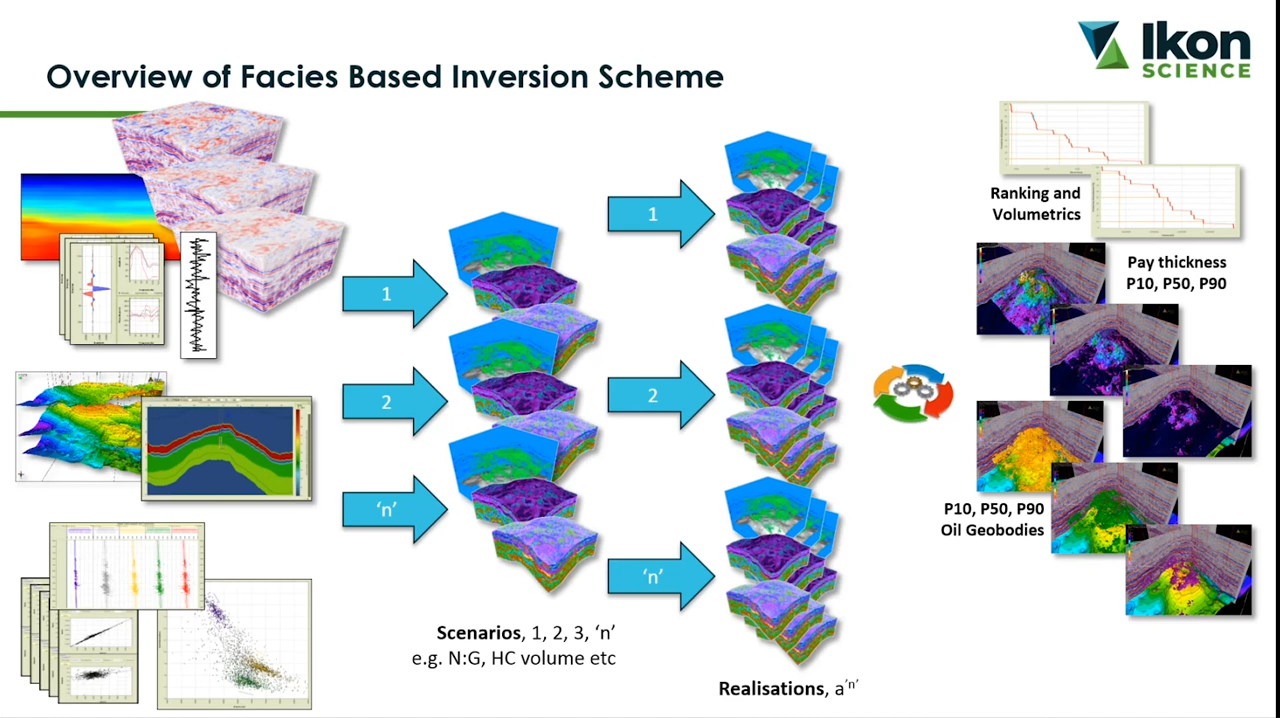 Overview of Facies Based Inversion Scheme
Ikon
SCIENCE
1
2
'n'
Scenarios, 1, 2, 3, 'n'
e.g. N:G, HC volume etc
1
2
'n'
Realisations, a'n'
Ranking and
Volumetrics
Pay thickness
P10, P50, P90
P10, P50, P90
Oil Geobodies